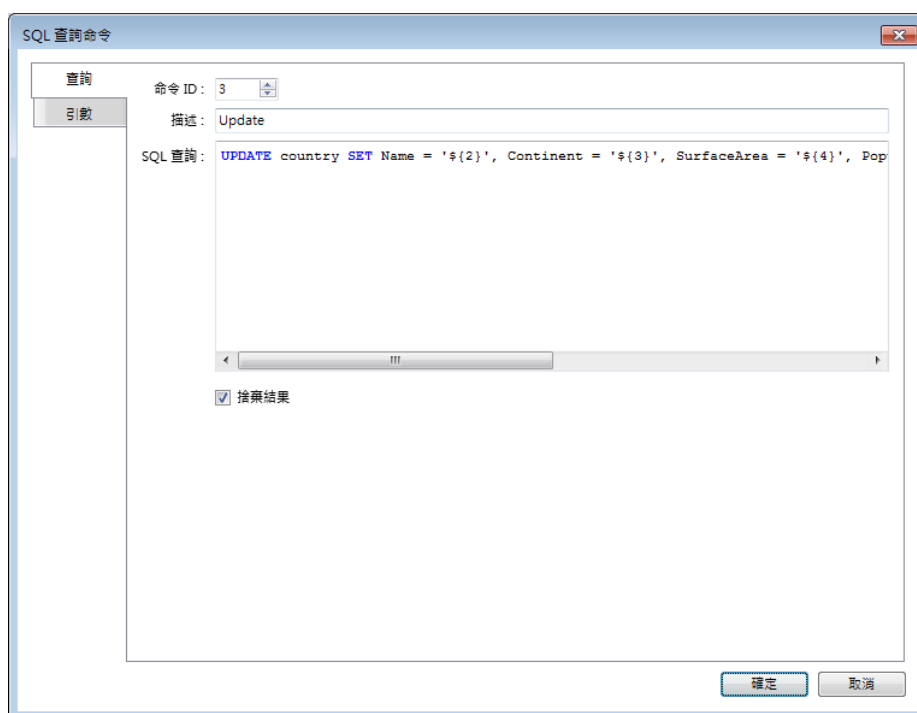 SQL 查詢命令
查詢
引數
命令 ID : 3
描述 : Update
SQL 查詢 : UPDATE country SET Name = '${2}', Continent = '${3}', SurfaceArea = '${4}', Pop
捨棄結果
確定 取消